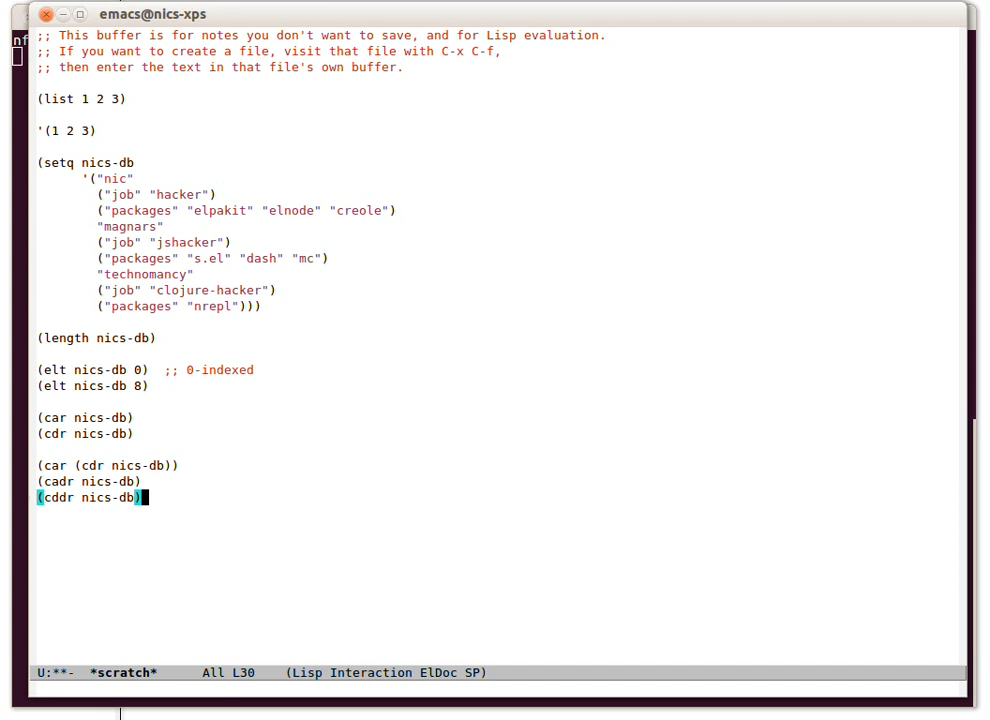 emacs@nics-xps
nf
;; This buffer is for notes you don't want to save, and for Lisp evaluation.
;; If you want to create a file, visit that file with C-x C-f,
;; then enter the text in that file's own buffer.
(list 1 2 3)
'(1 2 3)
(setq nics-db
'("nic"
("job" "hacker")
("packages" "elpakit" "elnode" "creole")
"magnars"
("job" "jshacker")
("packages" "s.el" "dash" "mc")
"technomancy"
("job" "clojure-hacker")
("packages" "nrepl")))
(length nics-db)
(elt nics-db 0)  ;; 0-indexed
(elt nics-db 8)
(car nics-db)
(cdr nics-db)
(car (cdr nics-db))
(cadr nics-db)
(cddr nics-db)
U:**-  *scratch*      All L30    (Lisp Interaction ElDoc SP)